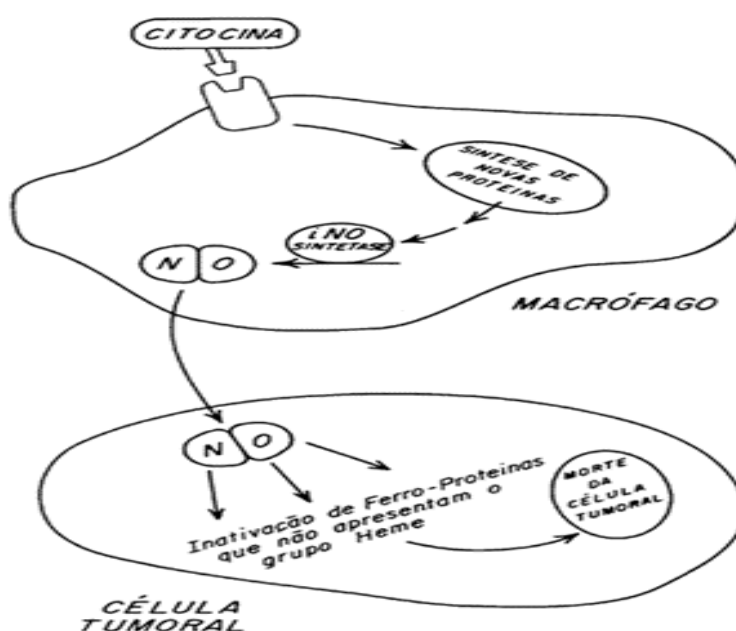 CITOCINA
SINTESE DE
NOVAS
PROTEINAS
iNO
SINTETASE
N O
MACRÓFAGO
N O
Inativação de Ferro-Proteinas
que não apresentam o
grupo Heme
MORTE
DA
CÉLULA
TUMORAL
CÉLULA
TUMORAL